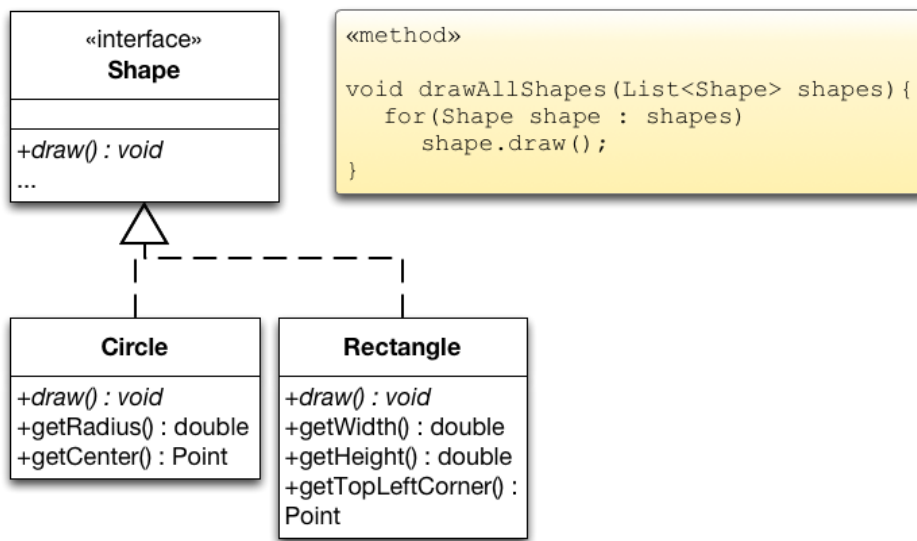 «interface»
Shape
+draw() : void
...
«method»
void drawAllShapes(List<Shape> shapes){
for(Shape shape : shapes)
shape.draw();
}
Circle
+draw() : void
+getRadius() : double
+getCenter() : Point
Rectangle
+draw() : void
+getWidth() : double
+getHeight() : double
+getTopLeftCorner() :
Point